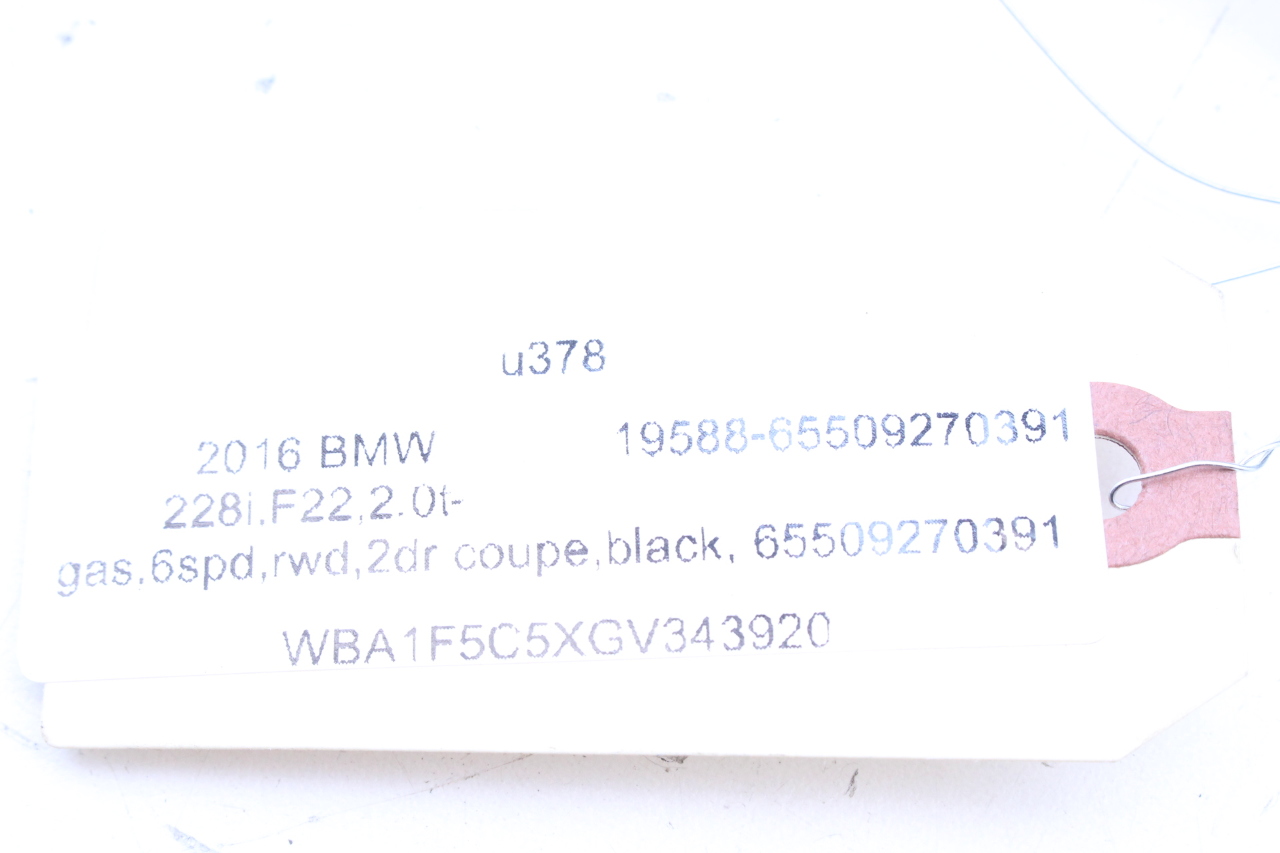 u378
2016 BMW 19588-65509270391
228i,F22,2.0t-
gas,6spd,rwd,2dr coupe,black, 65509270391
WBA1F5C5XGV343920